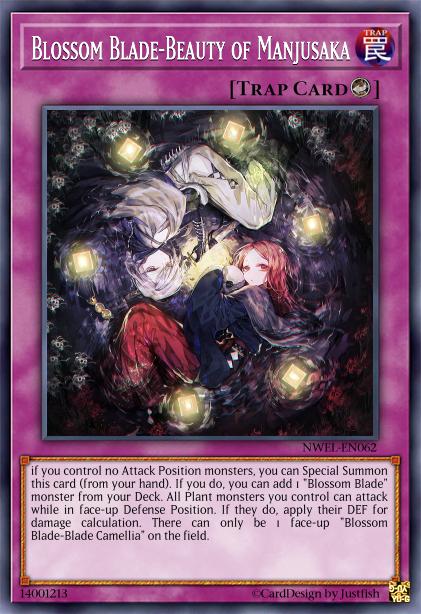 Blossom Blade-Beauty of Manjusaka
TRAP
罠
[Trap Card]
NWEL-EN062
if you control no Attack Position monsters, you can Special Summon
this card (from your hand). If you do, you can add 1 "Blossom Blade"
monster from your Deck. All Plant monsters you control can attack
while in face-up Defense Position. If they do, apply their DEF for
damage calculation. There can only be 1 face-up "Blossom
Blade-Blade Camellia" on the field.
14001213
©CardDesign by Justfish